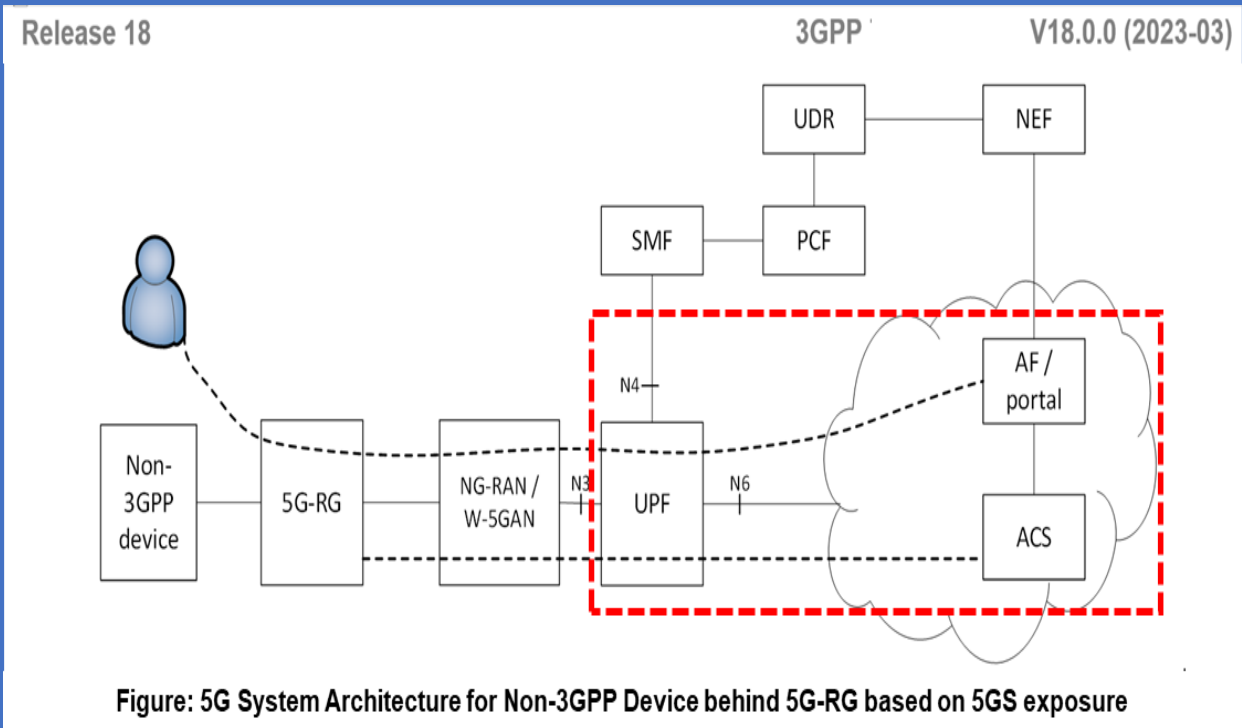 Release 18
3GPP
V18.0.0 (2023-03)
UDR
NEF
SMF
PCF
AF /
portal
N4
Non-
3GPP
device
5G-RG
NG-RAN /
W-5GAN
N3
UPF
N6
ACS
Figure: 5G System Architecture for Non-3GPP Device behind 5G-RG based on 5GS exposure